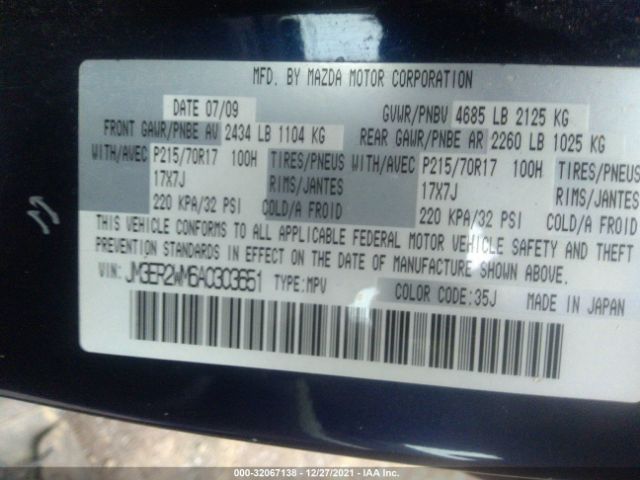 MFD. BY MAZDA MOTOR CORPORATION
DATE 07/09 GVWR/PNBV 4685 LB 2125 KG
FRONT GAWR/PNBE AV 2434 LB 1104 KG REAR GAWR/PNBE AR 2260 LB 1025 KG
WITH/AVEC P215/70R17 100H TIRES/PNEUS WITH/AVEC P215/70R17 100H TIRES/PNEUS
17X7J RIMS/JANTES 17X7J RIMS/JANTES
220 KPA/32 PSI COLD/A FROID 220 KPA/32 PSI COLD/A FROID
THIS VEHICLE CONFORMS TO ALL APPLICABLE FEDERAL MOTOR VEHICLE SAFETY AND THEFT
PREVENTION STANDARDS IN EFFECT ON THE DATE OF MANUFACTURE SHOWN ABOVE.
VIN: JM3ER2WM6A0303651 TYPE:MPV COLOR CODE:35J MADE IN JAPAN
000-32067138 - 12/27/2021 - IAA Inc.